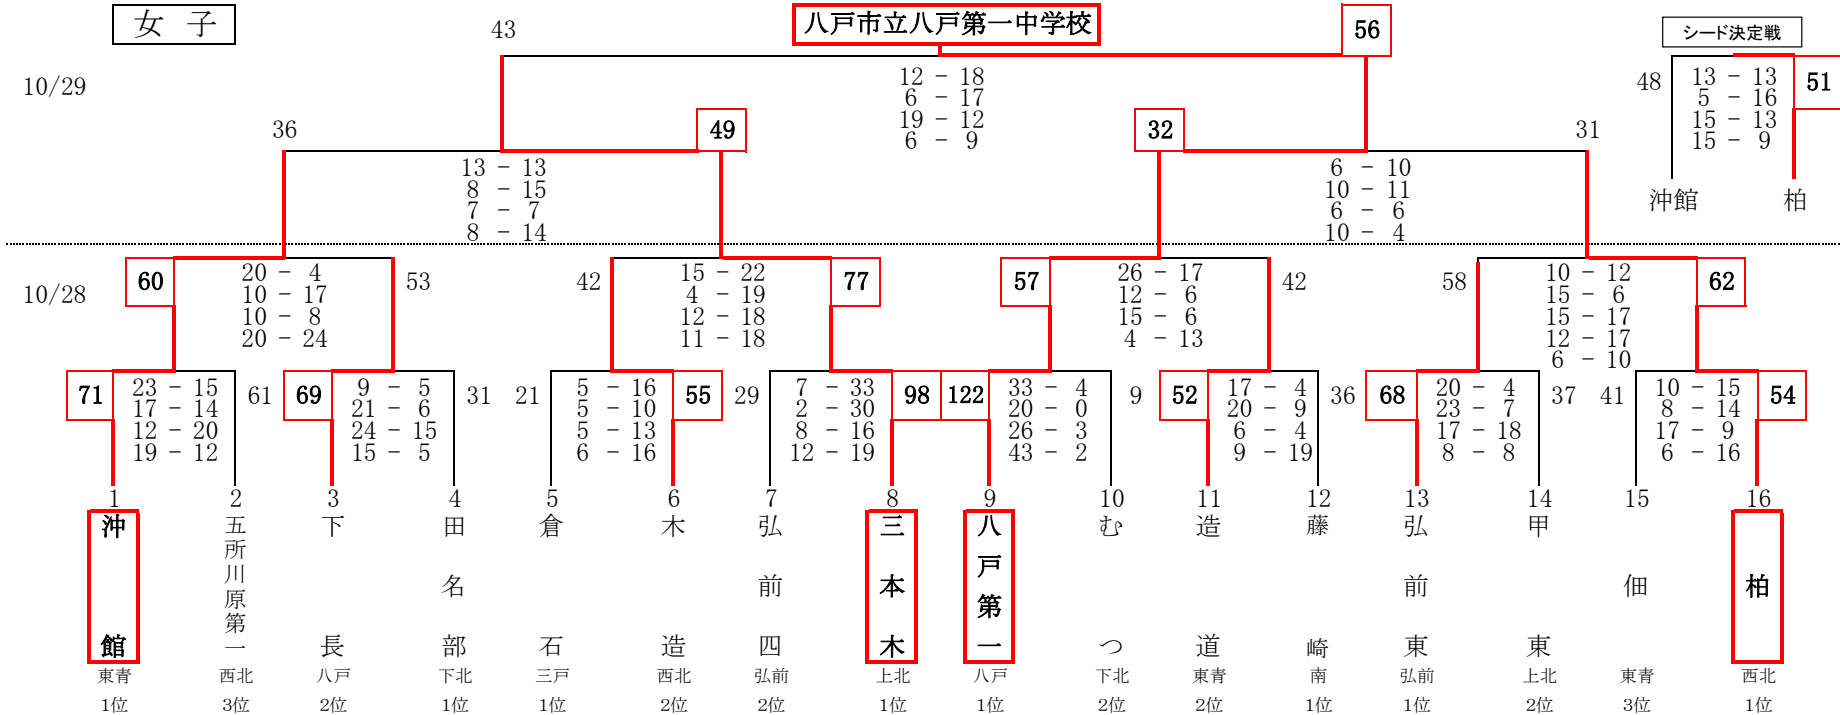 女 子
43
八戸市立八戸第一中学校
56
シード決定戦
10/29
12 - 18
6 - 17
19 - 12
6 - 9
48
13 - 13
5 - 16
15 - 13
15 - 9
51
沖館
柏
36
49
32
31
13 - 13
8 - 15
7 - 7
8 - 14
6 - 10
10 - 11
6 - 6
10 - 4
10/28
60
20 - 4
10 - 17
10 - 8
20 - 24
53
42
15 - 22
4 - 19
12 - 18
11 - 18
77
57
26 - 17
12 - 6
15 - 6
4 - 13
42
58
10 - 12
15 - 6
15 - 17
12 - 17
6 - 10
62
71
23 - 15
17 - 14
12 - 20
19 - 12
61
69
9 - 5
21 - 6
24 - 15
15 - 5
31
21
5 - 16
5 - 10
5 - 13
6 - 16
55
29
7 - 33
2 - 30
8 - 16
12 - 19
98
122
33 - 4
20 - 0
26 - 3
43 - 2
9
52
17 - 4
20 - 9
6 - 4
9 - 19
36
68
20 - 4
23 - 7
17 - 18
8 - 8
37
41
10 - 15
8 - 14
17 - 9
6 - 16
54
1 2 3 4 5 6 7 8 9 10 11 12 13 14 15 16
沖館
五所川原第一
下長
田名部
倉石
木造
弘前四
三本木
八戸第一
むつ
造道
藤崎
弘前東
甲東
佃
柏
東青 西北 八戸 下北 三戸 西北 弘前 上北 八戸 下北 東青 南 弘前 上北 東青 西北
1位 3位 2位 1位 1位 2位 2位 1位 1位 2位 2位 1位 1位 2位 3位 1位